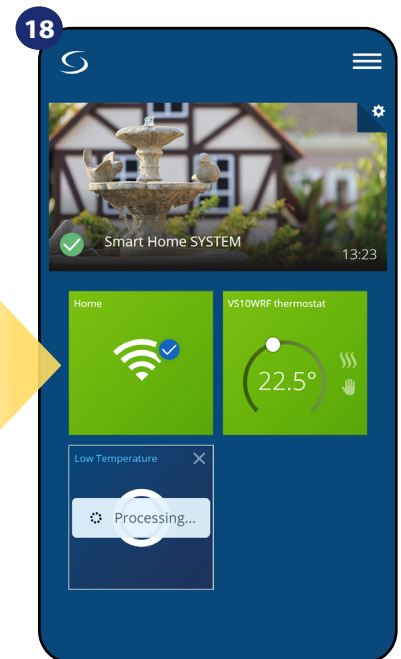 18
Smart Home SYSTEM
13:23
Home
VS10WRF thermostat
22.5°
Low Temperature
Processing...